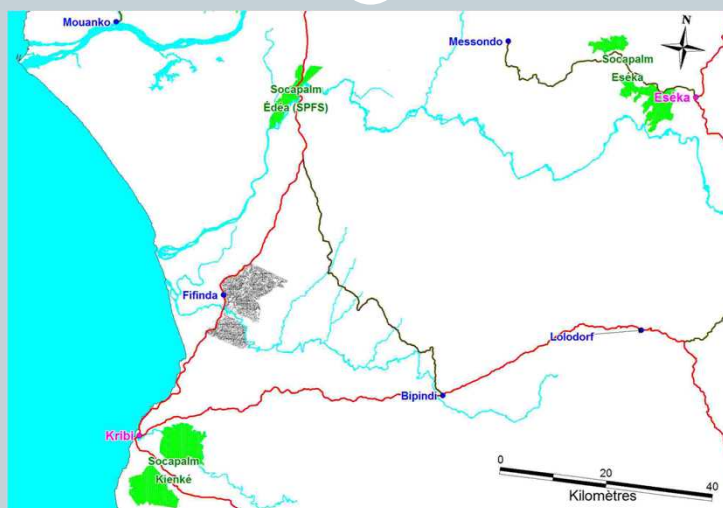 Mouanko
Messondo
N
Socapalm
Eséka
Eseka
Socapalm
Édea (SPFS)
Fifinda
Lolodorf
Bipindi
Kribi
Socapalm
Kienké
0
20
40
Kilomètres